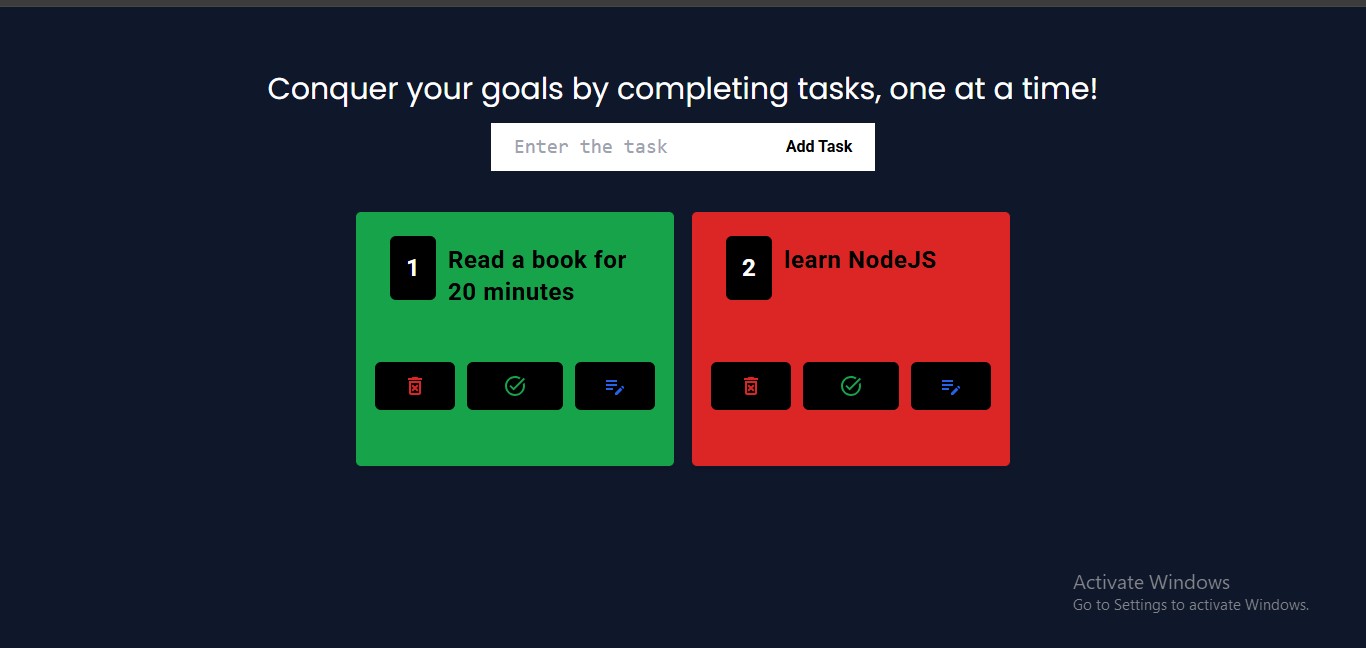 Conquer your goals by completing tasks, one at a time!
Enter the task
Add Task
1
Read a book for
20 minutes
2
learn NodeJS
Activate Windows
Go to Settings to activate Windows.